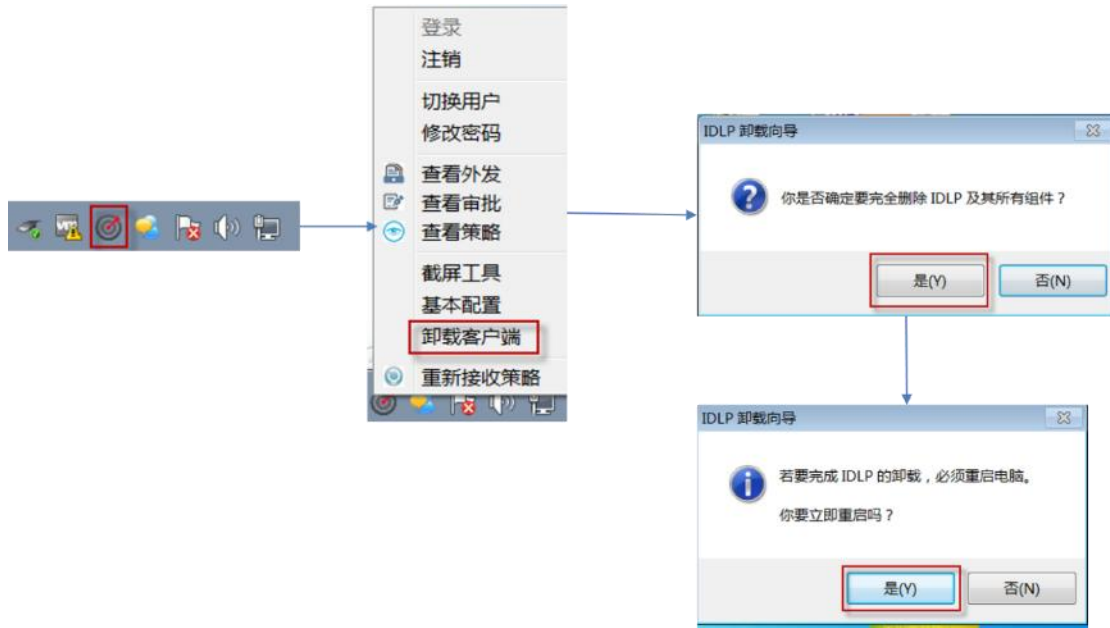 登录
注销
切换用户
修改密码
查看外发
查看审批
查看策略
截屏工具
基本配置
卸载客户端
重新接收策略
IDLP 卸载向导
你是否确定要完全删除 IDLP 及其所有组件？
是(Y)
否(N)
IDLP 卸载向导
若要完成 IDLP 的卸载，必须重启电脑。
你要立即重启吗？
是(Y)
否(N)